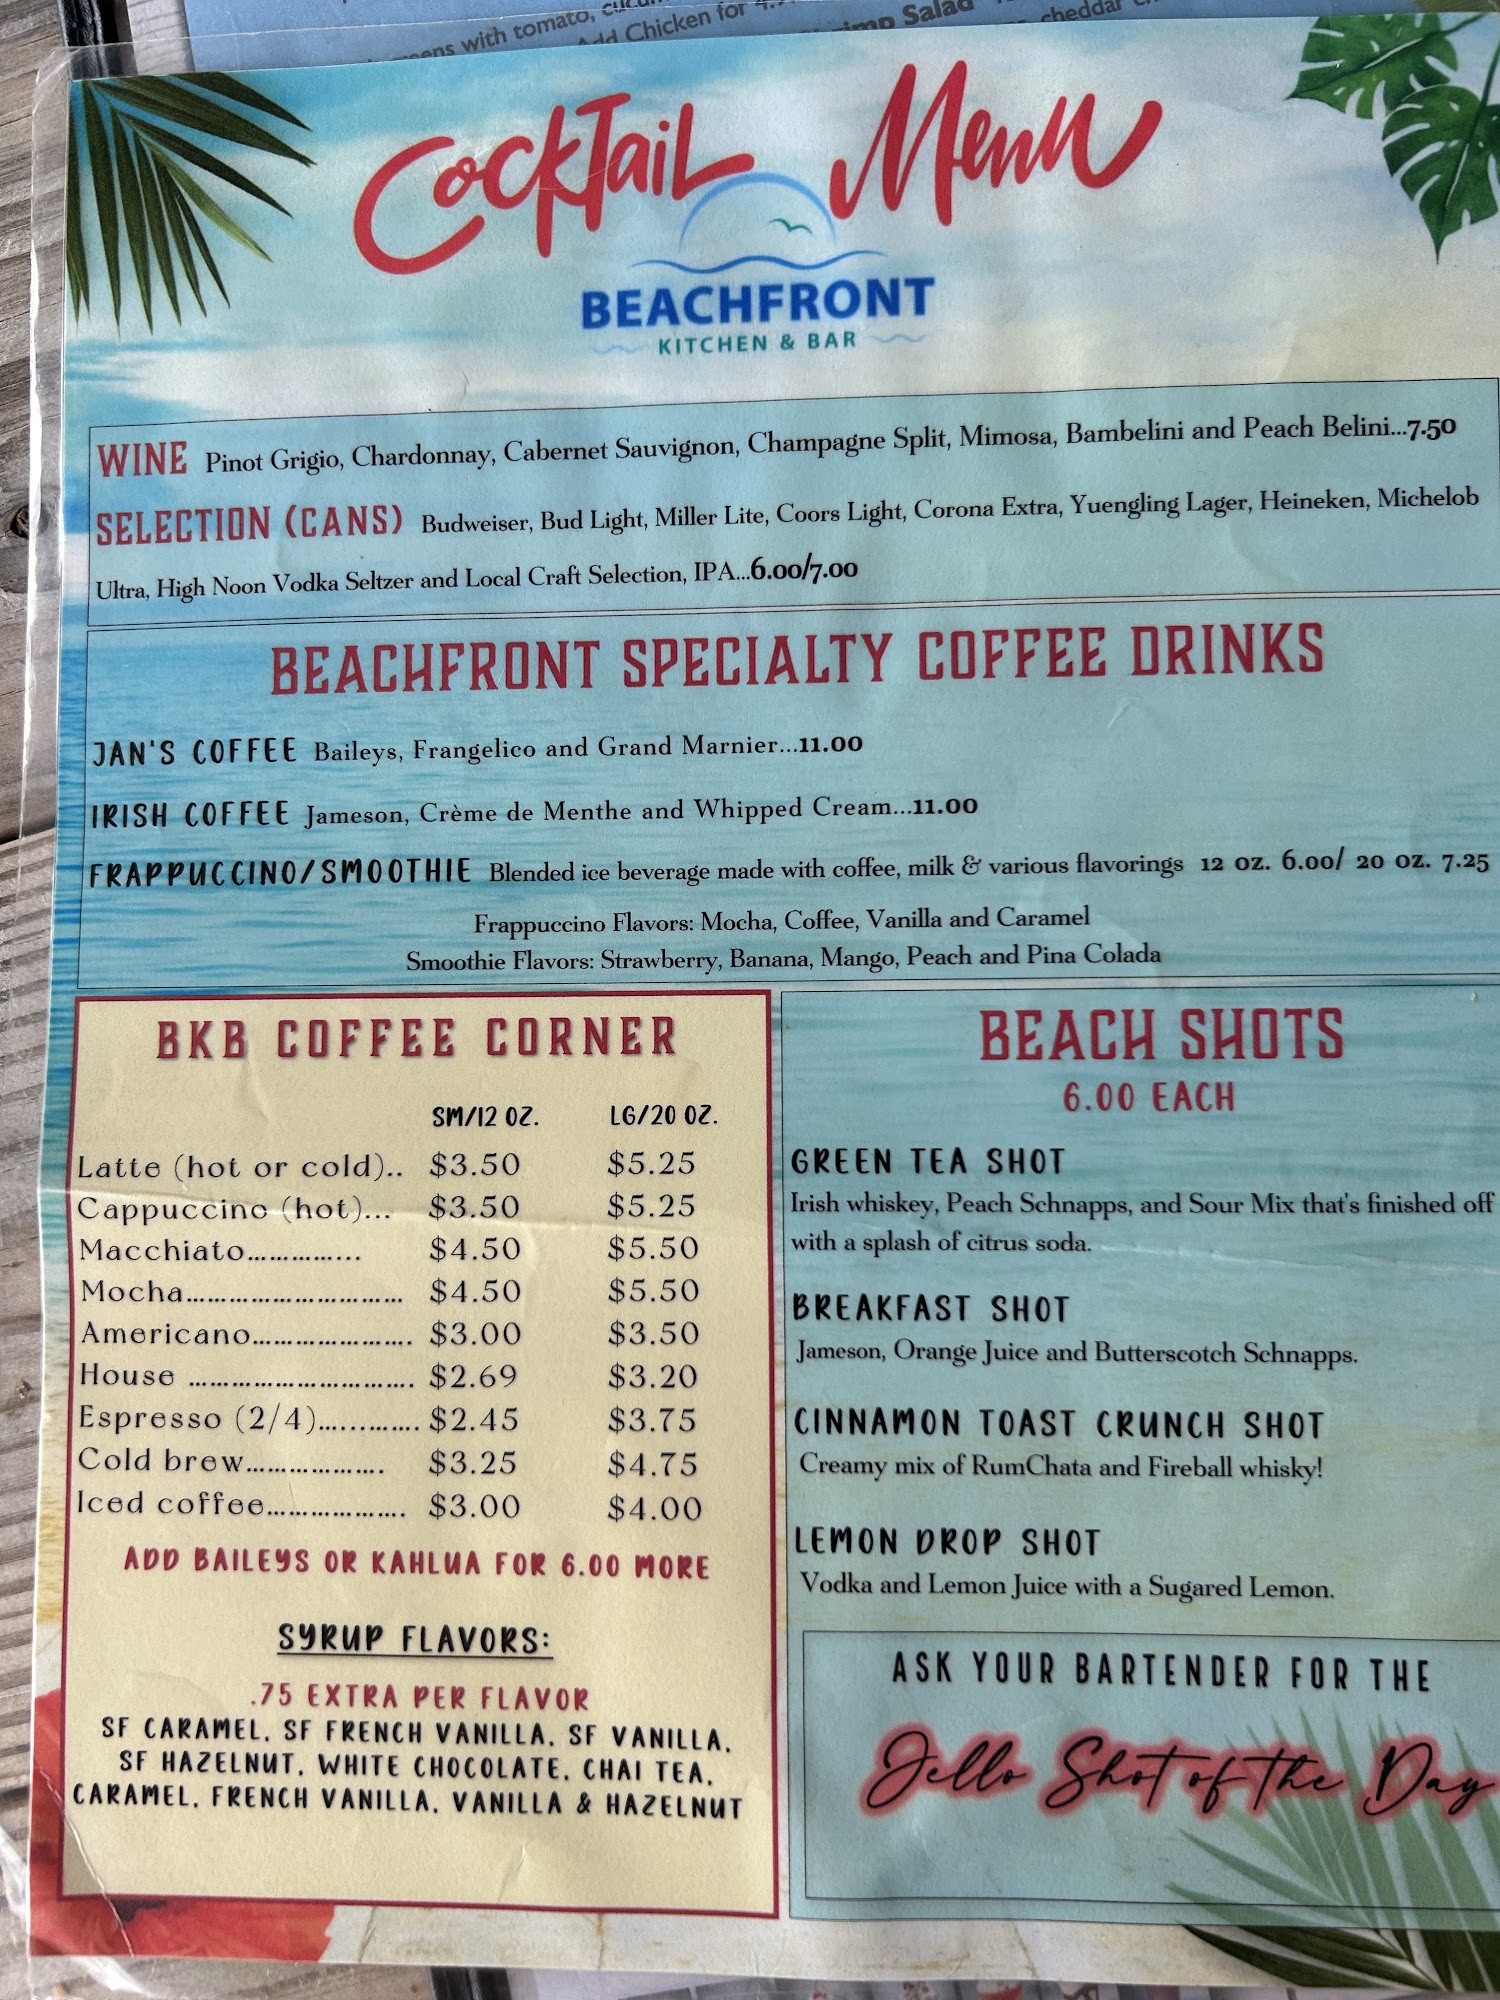 eens with tomato,
Add Chicken for
Shrimp Salad
cheddar
Cocktail Menu
BEACHFRONT
KITCHEN & BAR
WINE Pinot Grigio, Chardonnay, Cabernet Sauvignon, Champagne Split, Mimosa, Bambelini and Peach Belini...7.50
SELECTION (CANS) Budweiser, Bud Light, Miller Lite, Coors Light, Corona Extra, Yuengling Lager, Heineken, Michelob
Ultra, High Noon Vodka Seltzer and Local Craft Selection, IPA...6.00/7.00
BEACHFRONT SPECIALTY COFFEE DRINKS
JAN'S COFFEE Baileys, Frangelico and Grand Marnier...11.00
IRISH COFFEE Jameson, Crème de Menthe and Whipped Cream...11.00
FRAPPUCCINO/SMOOTHIE Blended ice beverage made with coffee, milk & various flavorings 12 oz. 6.00/ 20 oz. 7.25
Frappuccino Flavors: Mocha, Coffee, Vanilla and Caramel
Smoothie Flavors: Strawberry, Banana, Mango, Peach and Pina Colada
BKB COFFEE CORNER
SM/12 OZ. LG/20 OZ.
Latte (hot or cold).. $3.50 $5.25
Cappuccino (hot)... $3.50 $5.25
Macchiato............... $4.50 $5.50
Mocha.............................. $4.50 $5.50
Americano...................... $3.00 $3.50
House .............................. $2.69 $3.20
Espresso (2/4).............. $2.45 $3.75
Cold brew................... $3.25 $4.75
Iced coffee................... $3.00 $4.00
ADD BAILEYS OR KAHLUA FOR 6.00 MORE
SYRUP FLAVORS:
.75 EXTRA PER FLAVOR
SF CARAMEL, SF FRENCH VANILLA, SF VANILLA,
SF HAZELNUT, WHITE CHOCOLATE, CHAI TEA,
CARAMEL, FRENCH VANILLA, VANILLA & HAZELNUT
BEACH SHOTS
6.00 EACH
GREEN TEA SHOT
Irish whiskey, Peach Schnapps, and Sour Mix that's finished off
with a splash of citrus soda.
BREAKFAST SHOT
Jameson, Orange Juice and Butterscotch Schnapps.
CINNAMON TOAST CRUNCH SHOT
Creamy mix of RumChata and Fireball whisky!
LEMON DROP SHOT
Vodka and Lemon Juice with a Sugared Lemon.
ASK YOUR BARTENDER FOR THE
Jello Shot of the Day